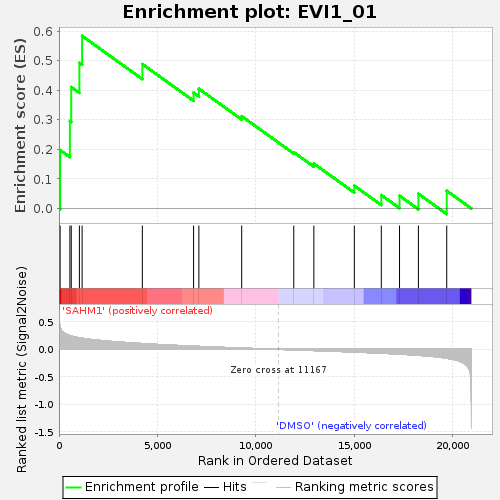 Enrichment plot: EVI1_01
Enrichment score (ES)
0.6
0.5
0.4
0.3
0.2
0.1
0.0
'SAHM1' (positively correlated)
Ranked list metric (Signal2Noise)
0.5
0.0
-0.5
-1.0
-1.5
Zero cross at 11167
'DMSO' (negatively correlated)
0 5,000 10,000 15,000 20,000
Rank in Ordered Dataset
Enrichment profile Hits Ranking metric scores